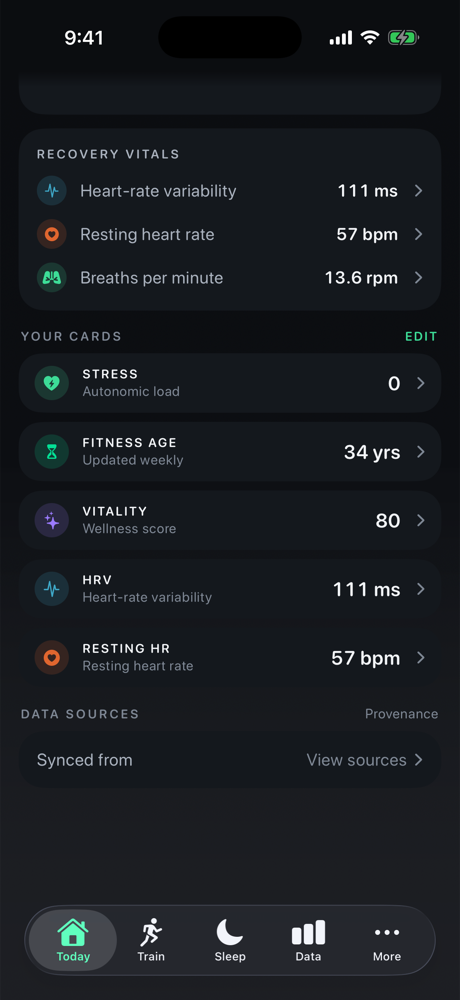 9:41
RECOVERY VITALS
Heart-rate variability 111 ms
Resting heart rate 57 bpm
Breaths per minute 13.6 rpm
YOUR CARDS EDIT
STRESS
Autonomic load
0
FITNESS AGE
Updated weekly
34 yrs
VITALITY
Wellness score
80
HRV
Heart-rate variability
111 ms
RESTING HR
Resting heart rate
57 bpm
DATA SOURCES Provenance
Synced from View sources
Today Train Sleep Data More